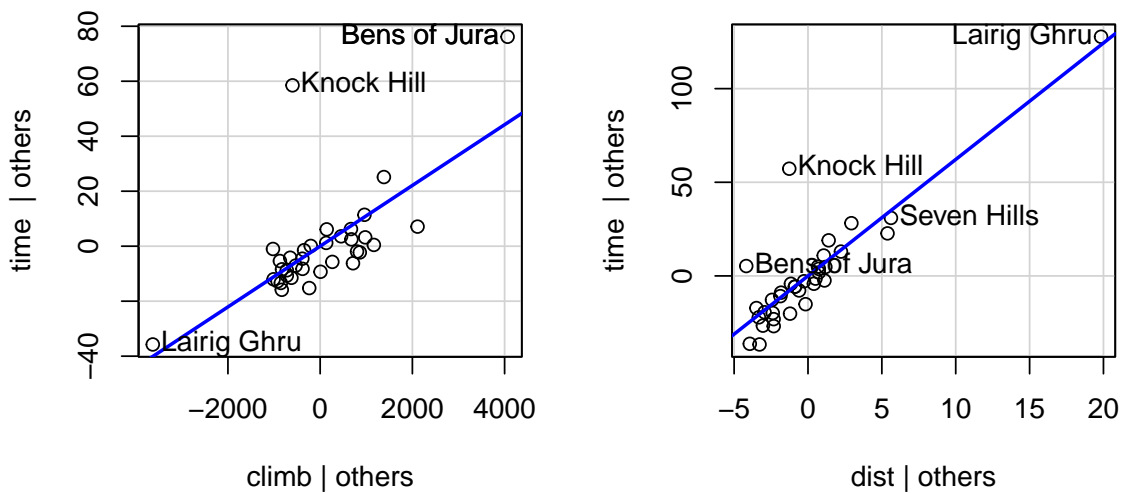 80
60
40
20
0
−40
time | others
Bens of Jura
Knock Hill
Lairig Ghru
−2000 0 2000 4000
climb | others
100
50
0
time | others
Lairig Ghru
Knock Hill
Seven Hills
Bens of Jura
−5 0 5 10 15 20
dist | others